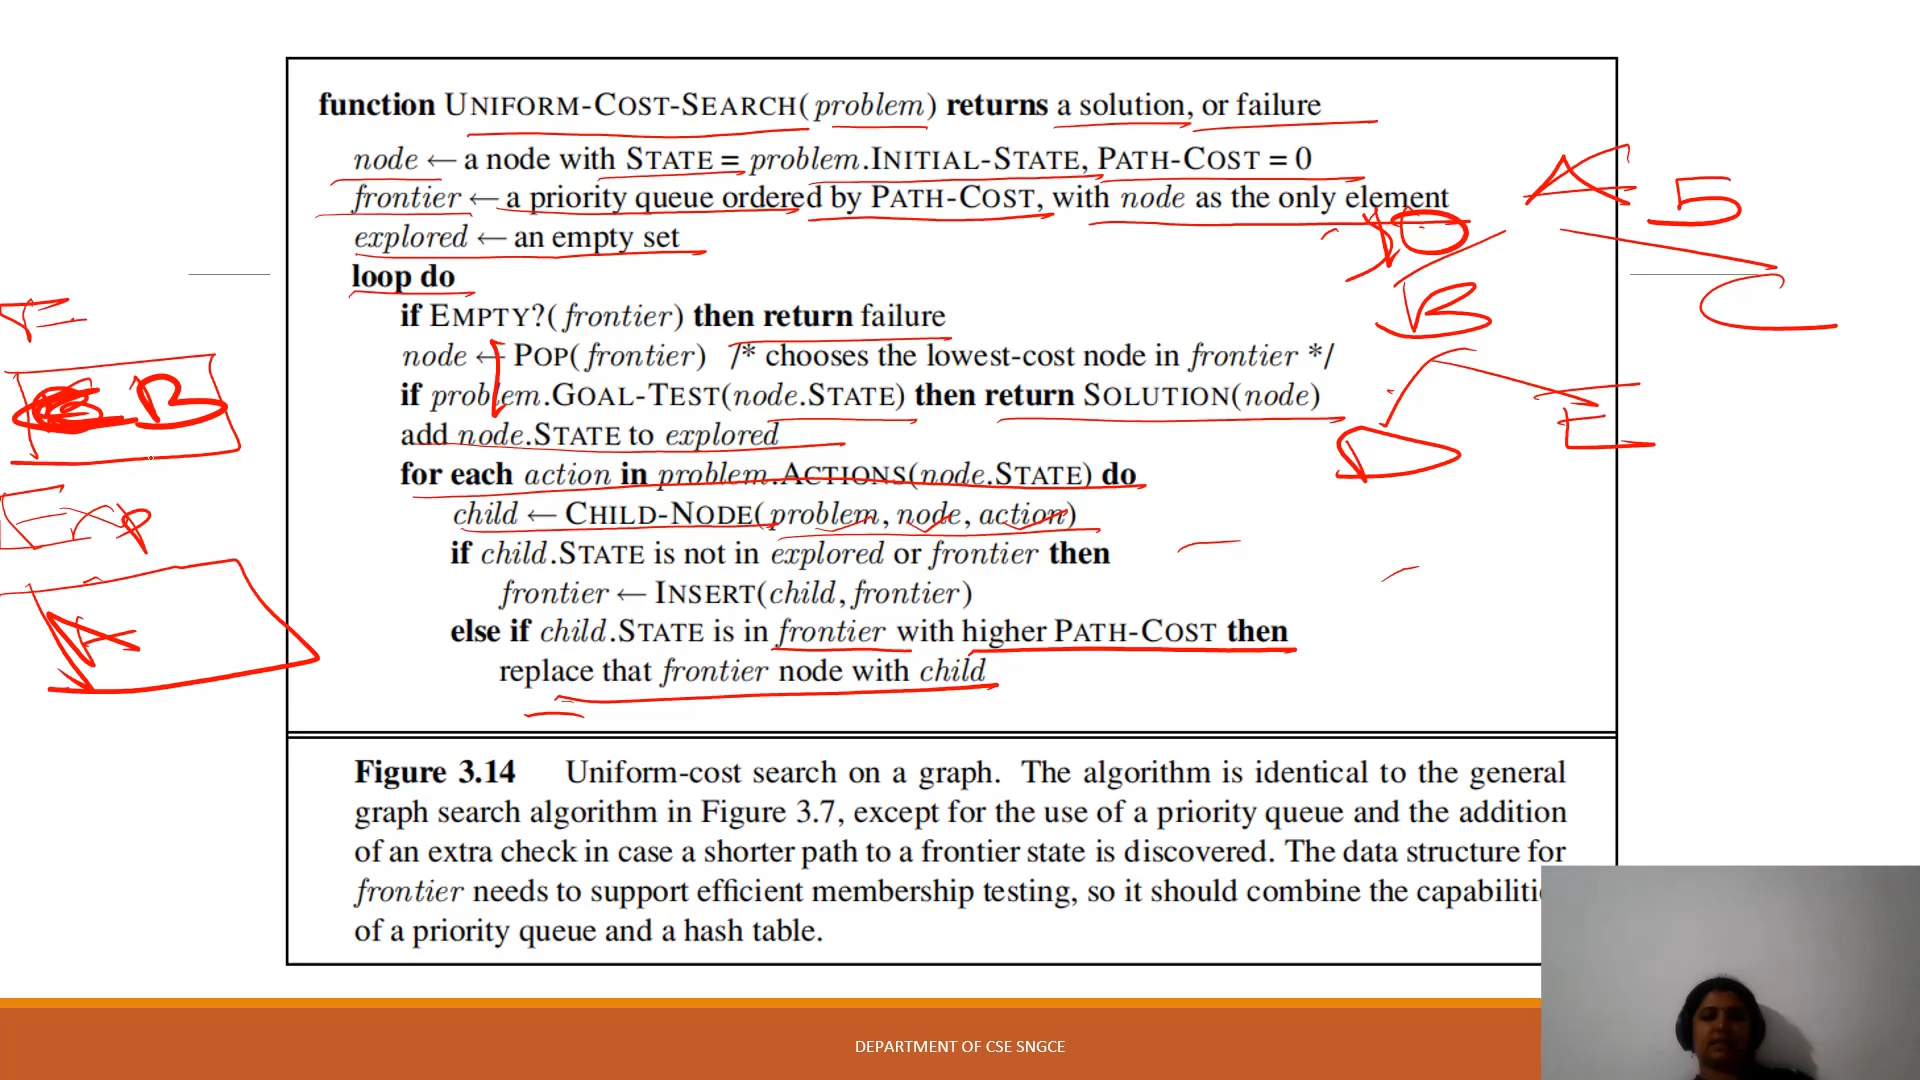 function UNIFORM-COST-SEARCH(problem) returns a solution, or failure
node ← a node with STATE = problem.INITIAL-STATE, PATH-COST = 0
frontier ← a priority queue ordered by PATH-COST, with node as the only element
explored ← an empty set
loop do
if EMPTY?(frontier) then return failure
node ← POP(frontier) /* chooses the lowest-cost node in frontier */
if problem.GOAL-TEST(node.STATE) then return SOLUTION(node)
add node.STATE to explored
for each action in problem.ACTIONS(node.STATE) do
child ← CHILD-NODE(problem, node, action)
if child.STATE is not in explored or frontier then
frontier ← INSERT(child, frontier)
else if child.STATE is in frontier with higher PATH-COST then
replace that frontier node with child
A 5
B C
D E
B
Exp
A
Figure 3.14 Uniform-cost search on a graph. The algorithm is identical to the general
graph search algorithm in Figure 3.7, except for the use of a priority queue and the addition
of an extra check in case a shorter path to a frontier state is discovered. The data structure for
frontier needs to support efficient membership testing, so it should combine the
of a priority queue and a hash table.
DEPARTMENT OF CSE SNGCE